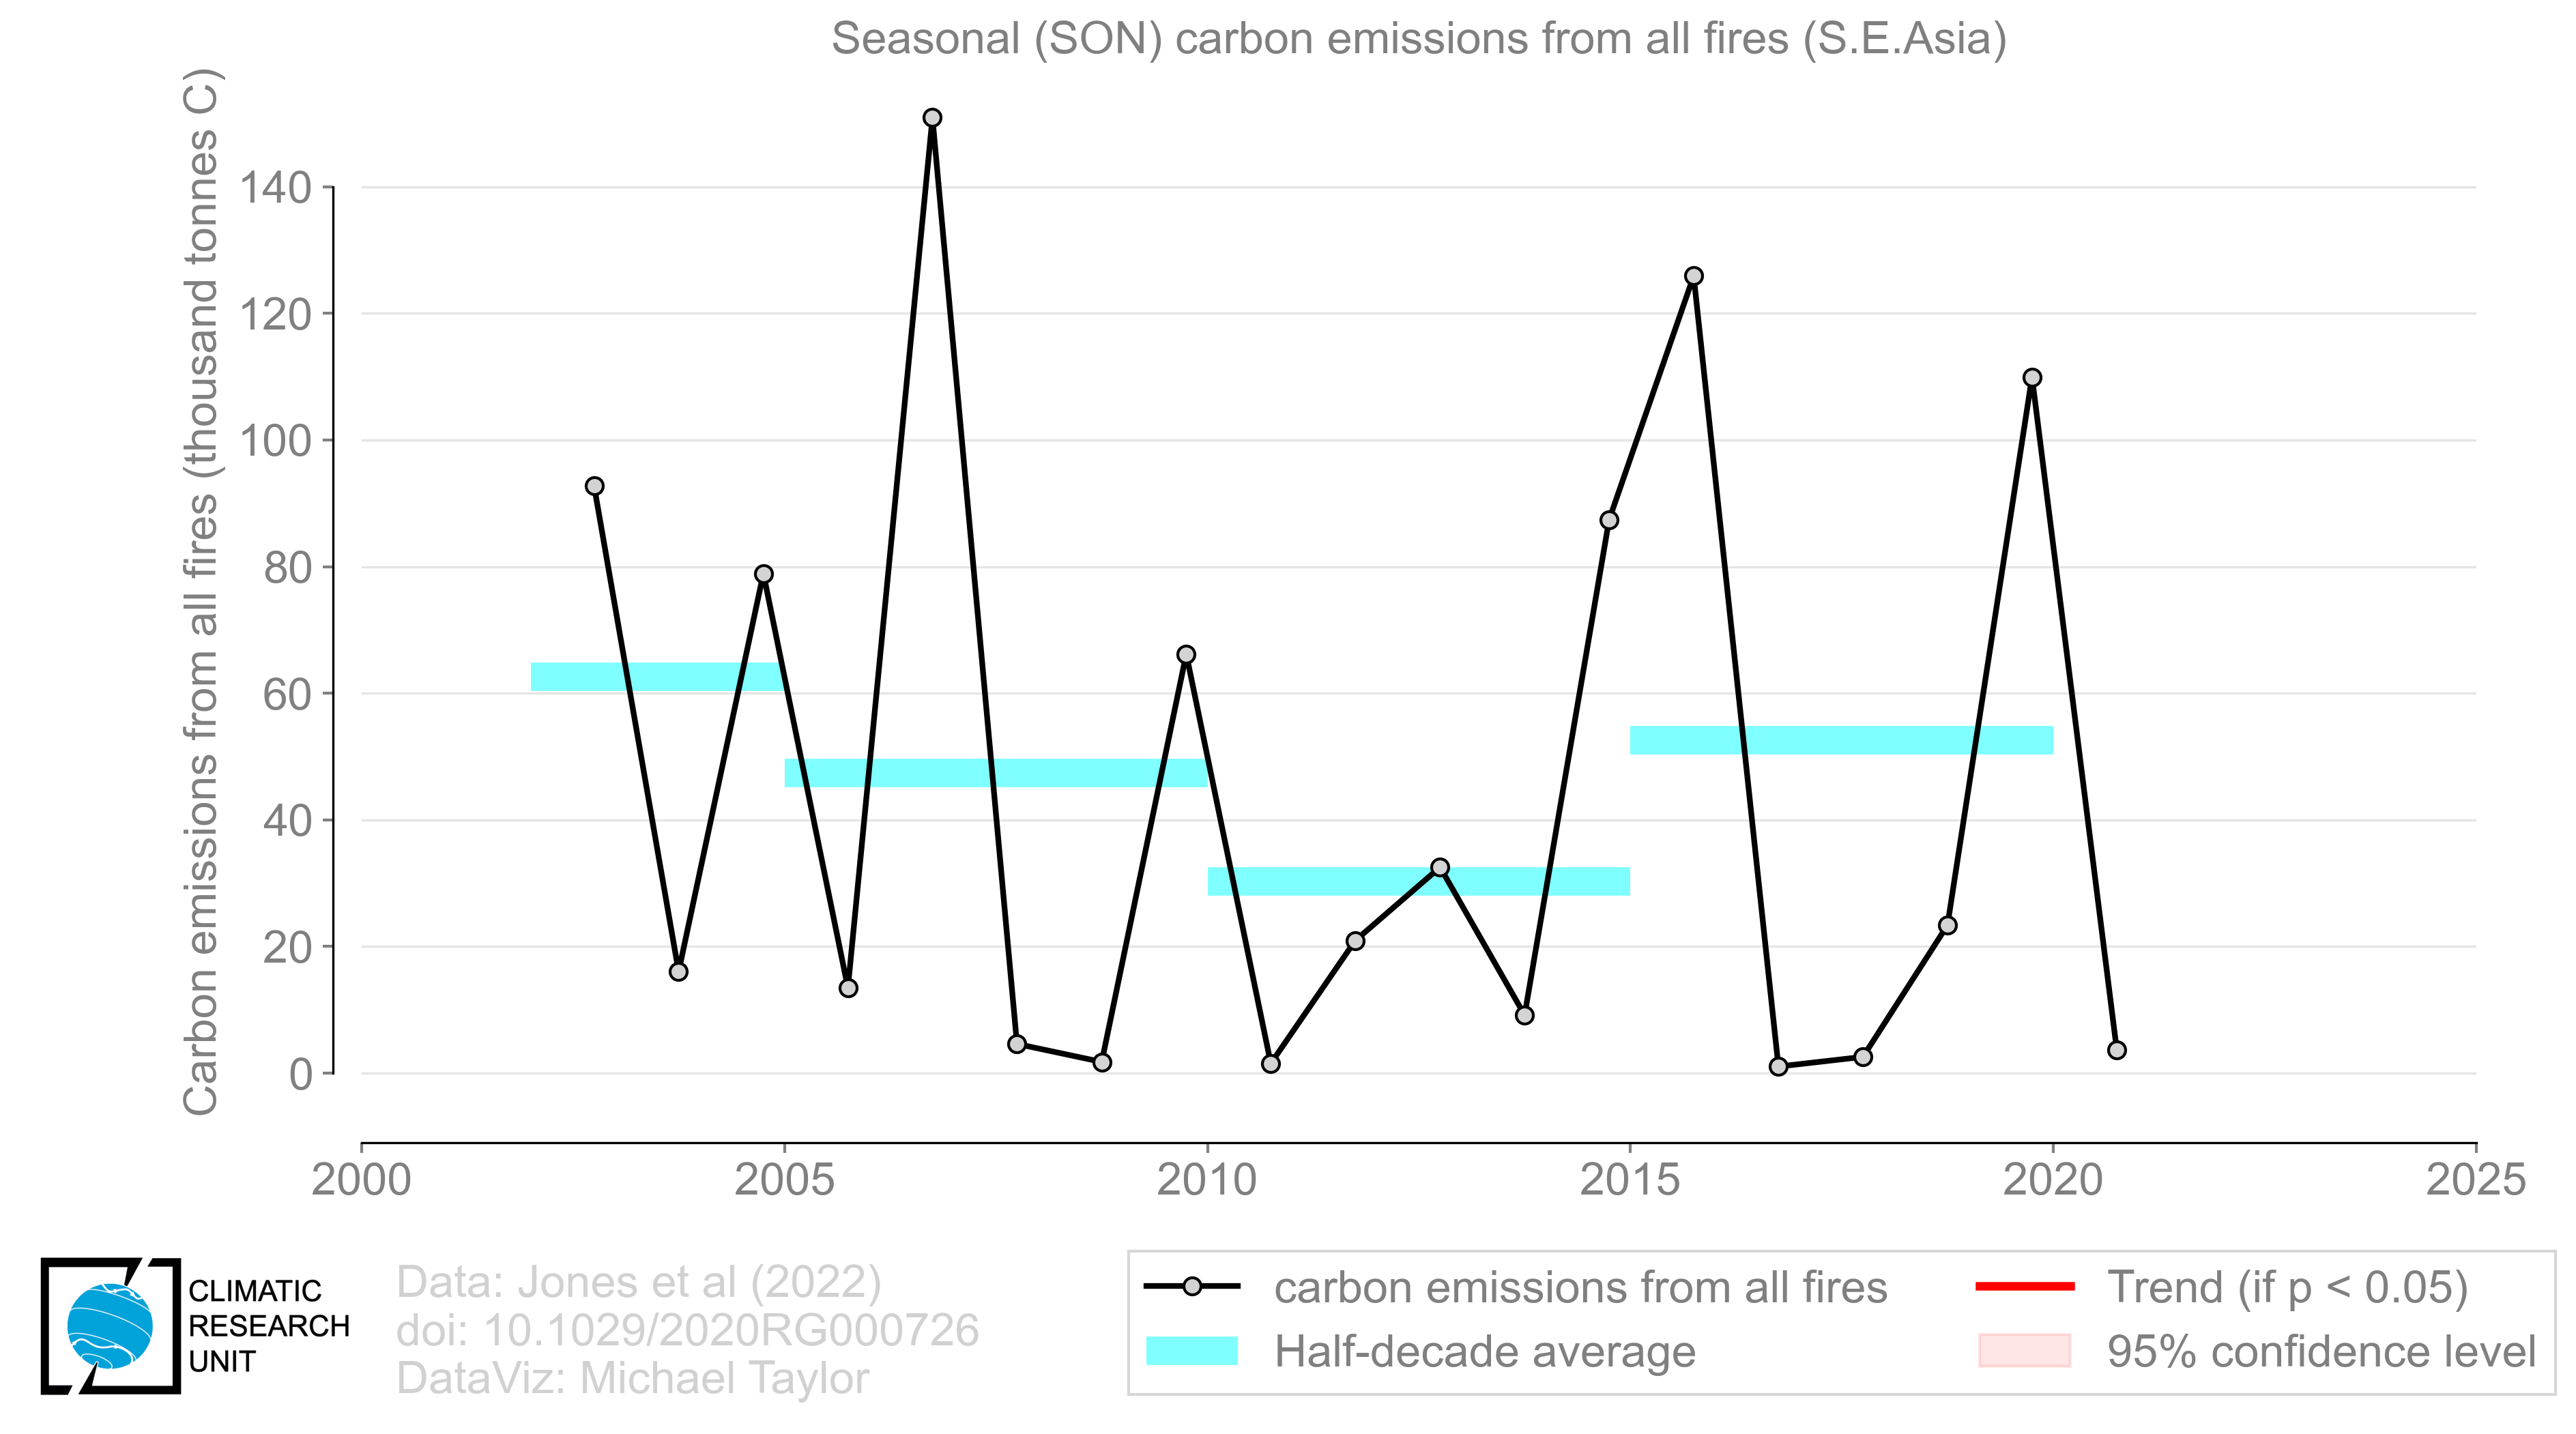 Seasonal (SON) carbon emissions from all fires (S.E.Asia)
Carbon emissions from all fires (thousand tonnes C)
140
120
100
80
60
40
20
0
2000 2005 2010 2015 2020 2025
CLIMATIC
RESEARCH
UNIT
Data: Jones et al (2022)
doi: 10.1029/2020RG000726
DataViz: Michael Taylor
carbon emissions from all fires
Half-decade average
Trend (if p < 0.05)
95% confidence level